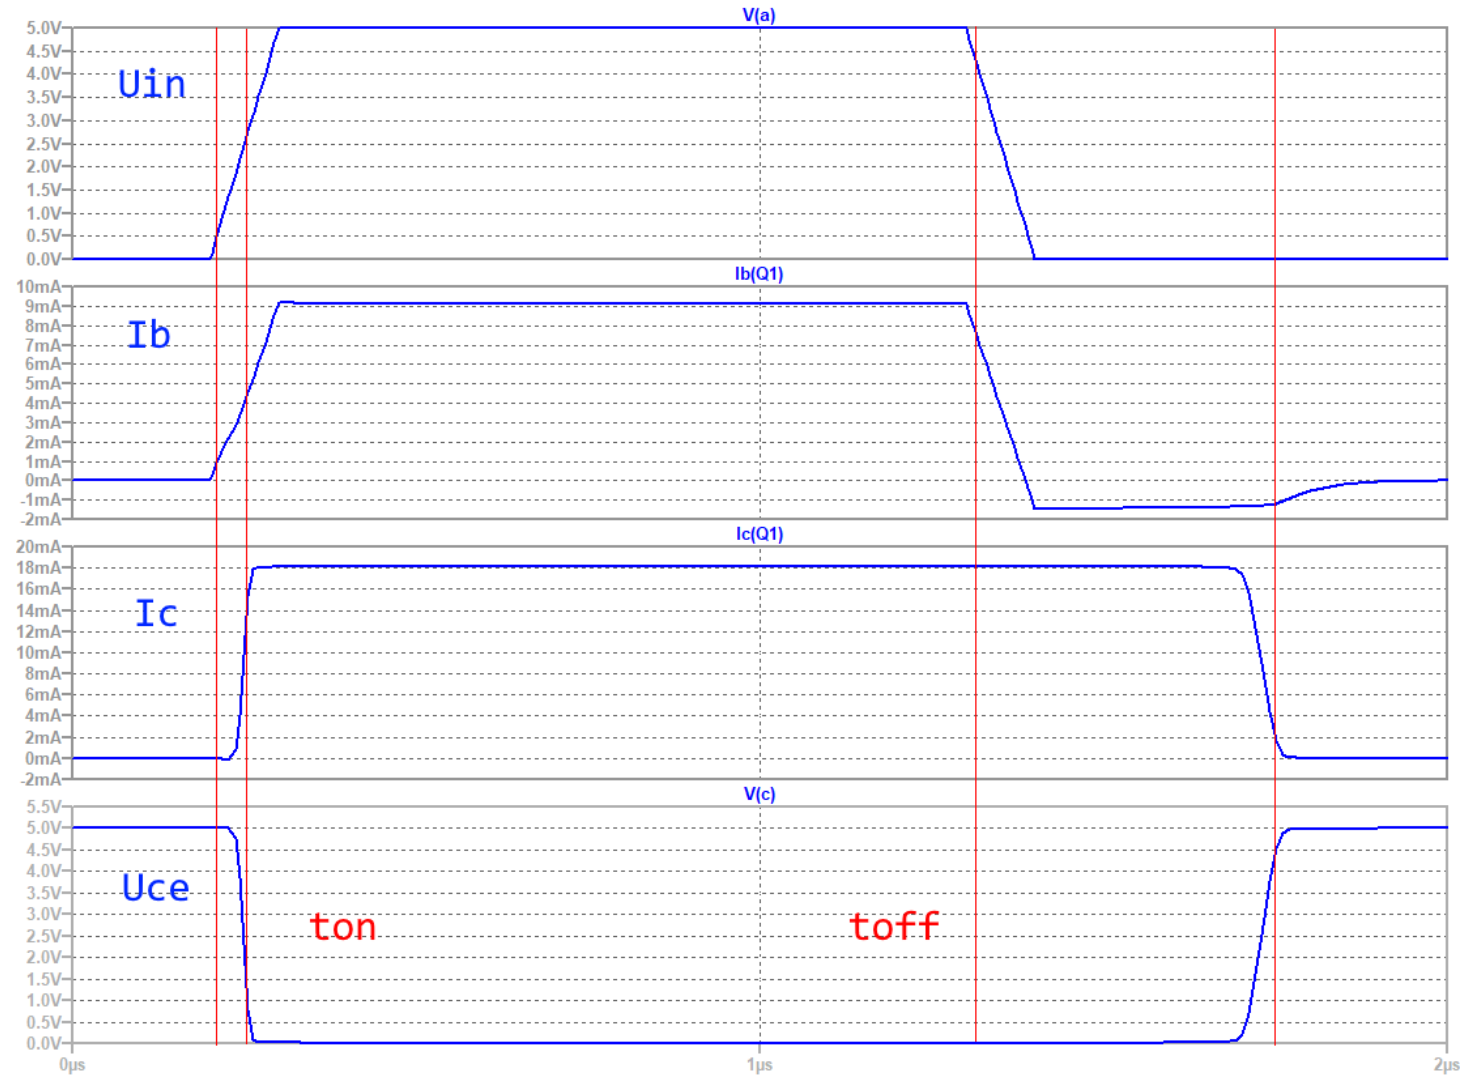 V(a)
5.0V
4.5V
4.0V
Uin
3.5V
3.0V
2.5V
2.0V
1.5V
1.0V
0.5V
0.0V
Ib(Q1)
10mA
9mA
8mA
Ib
7mA
6mA
5mA
4mA
3mA
2mA
1mA
0mA
-1mA
-2mA
Ic(Q1)
20mA
18mA
16mA
Ic
14mA
12mA
10mA
8mA
6mA
4mA
2mA
0mA
-2mA
V(c)
5.5V
5.0V
4.5V
4.0V
Uce
3.5V
3.0V
ton toff
2.5V
2.0V
1.5V
1.0V
0.5V
0.0V
0µs 1µs 2µs